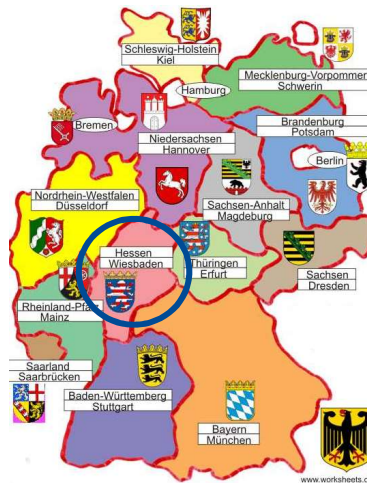 Schleswig-Holstein
Kiel
Mecklenburg-Vorpommer
Schwerin
Hamburg
Bremen
Niedersachsen
Hannover
Brandenburg
Potsdam
Berlin
Nordrhein-Westfalen
Düsseldorf
Sachsen-Anhalt
Magdeburg
Hessen
Wiesbaden
Thüringen
Erfurt
Sachsen
Dresden
Rheinland-Pfalz
Mainz
Saarland
Saarbrücken
Baden-Württemberg
Stuttgart
Bayern
München
www.worksheets.c